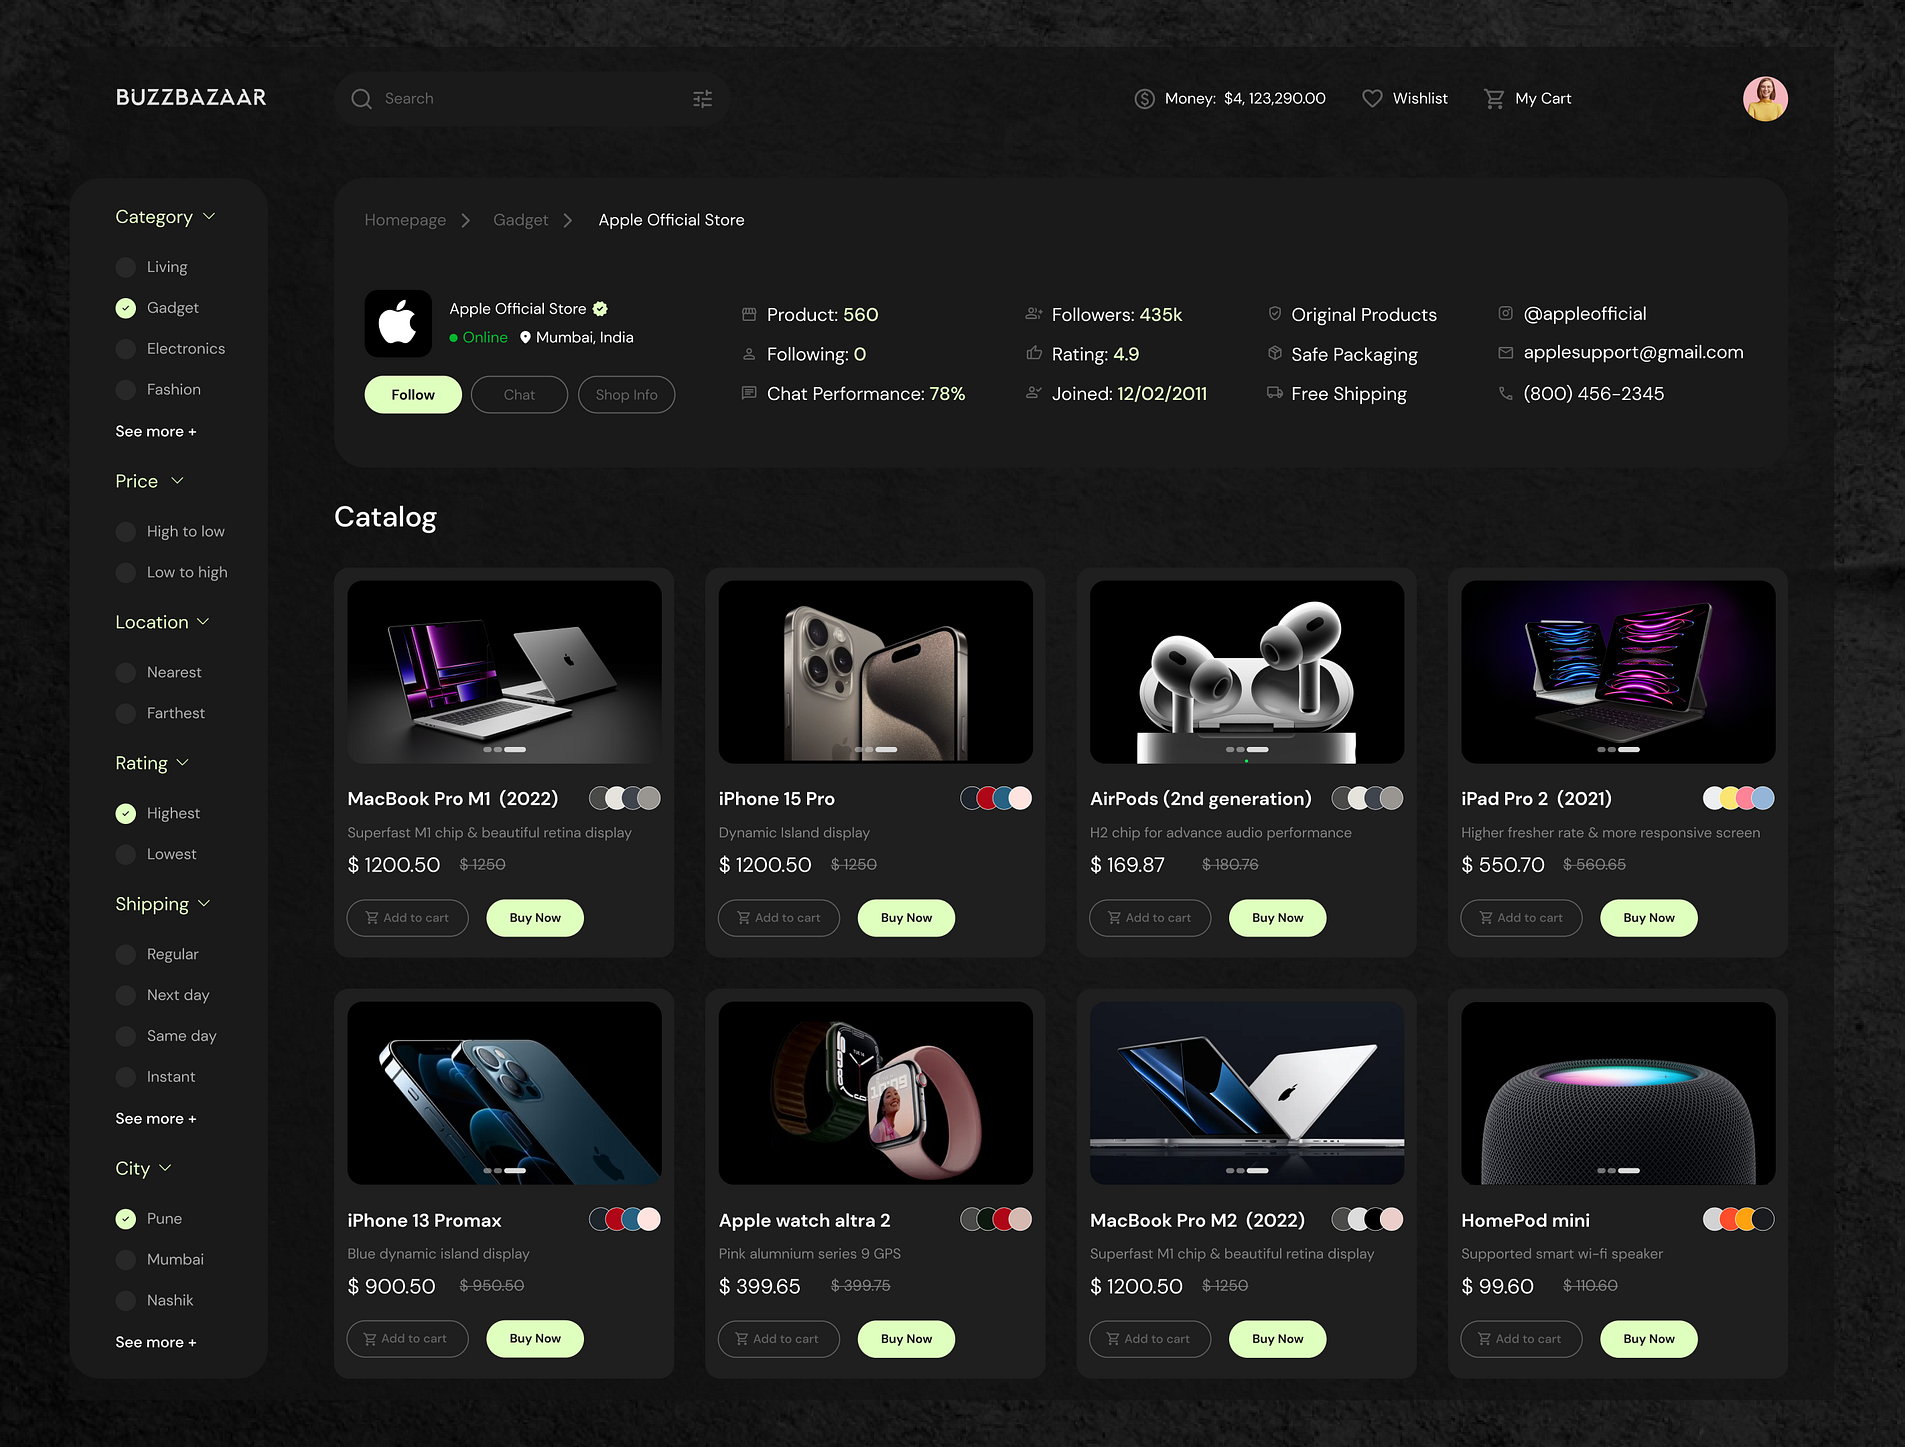 BUZZBAZAAR
Search
Money: $4, 123,290.00
Wishlist
My Cart
Category
Living
Gadget
Electronics
Fashion
See more +
Price
High to low
Low to high
Location
Nearest
Farthest
Rating
Highest
Lowest
Shipping
Regular
Next day
Same day
Instant
See more +
City
Pune
Mumbai
Nashik
See more +
Homepage > Gadget > Apple Official Store
Apple Official Store
Online Mumbai, India
Follow Chat Shop Info
Product: 560
Following: 0
Chat Performance: 78%
Followers: 435k
Rating: 4.9
Joined: 12/02/2011
Original Products
Safe Packaging
Free Shipping
@appleofficial
applesupport@gmail.com
(800) 456-2345
Catalog
MacBook Pro M1 (2022)
Superfast M1 chip & beautiful retina display
$ 1200.50 $ 1250
Add to cart Buy Now
iPhone 15 Pro
Dynamic Island display
$ 1200.50 $ 1250
Add to cart Buy Now
AirPods (2nd generation)
H2 chip for advance audio performance
$ 169.87 $ 180.76
Add to cart Buy Now
iPad Pro 2 (2021)
Higher fresher rate & more responsive screen
$ 550.70 $ 560.65
Add to cart Buy Now
iPhone 13 Promax
Blue dynamic island display
$ 900.50 $ 950.50
Add to cart Buy Now
TUE 14
10:09
Apple watch altra 2
Pink alumnium series 9 GPS
$ 399.65 $ 399.75
Add to cart Buy Now
MacBook Pro M2 (2022)
Superfast M1 chip & beautiful retina display
$ 1200.50 $ 1250
Add to cart Buy Now
HomePod mini
Supported smart wi-fi speaker
$ 99.60 $ 110.60
Add to cart Buy Now